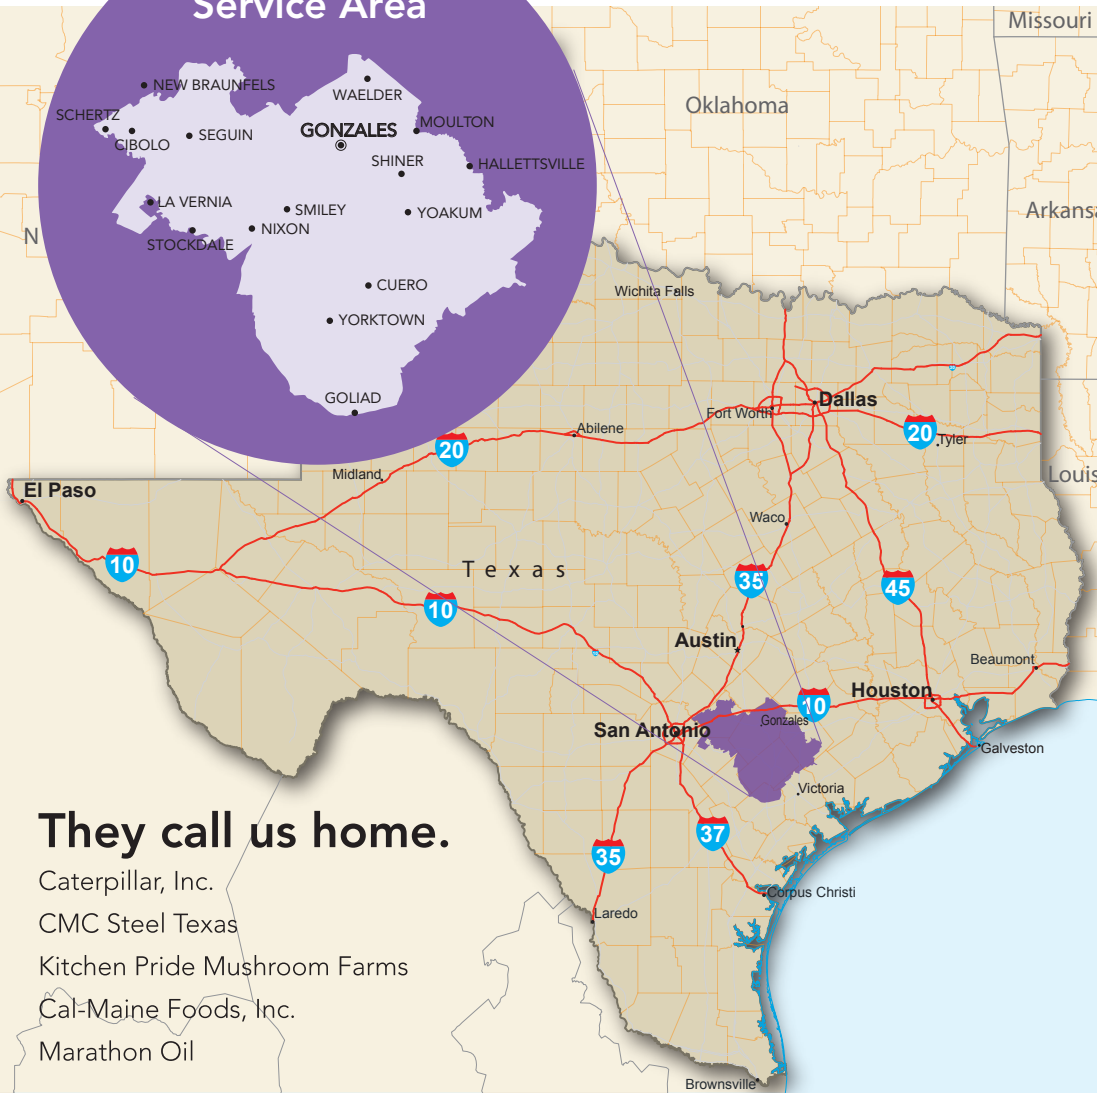 Service Area
NEW BRAUNFELS
WAELDER
SCHERTZ
CIBOLO
SEGUIN
GONZALES
MOULTON
SHINER
HALLETTSVILLE
LA VERNIA
SMILEY
YOAKUM
NIXON
STOCKDALE
CUERO
YORKTOWN
GOLIAD
Missouri
Oklahoma
Arkansa
N
Wichita Falls
Dallas
Fort Worth
Abilene
20
20
Tyler
Midland
Louis
El Paso
Waco
10
Texas
35
45
10
Austin
Beaumont
Houston
10
Gonzales
San Antonio
Galveston
Victoria
37
35
Corpus Christi
Laredo
Brownsville
They call us home.
Caterpillar, Inc.
CMC Steel Texas
Kitchen Pride Mushroom Farms
Cal-Maine Foods, Inc.
Marathon Oil